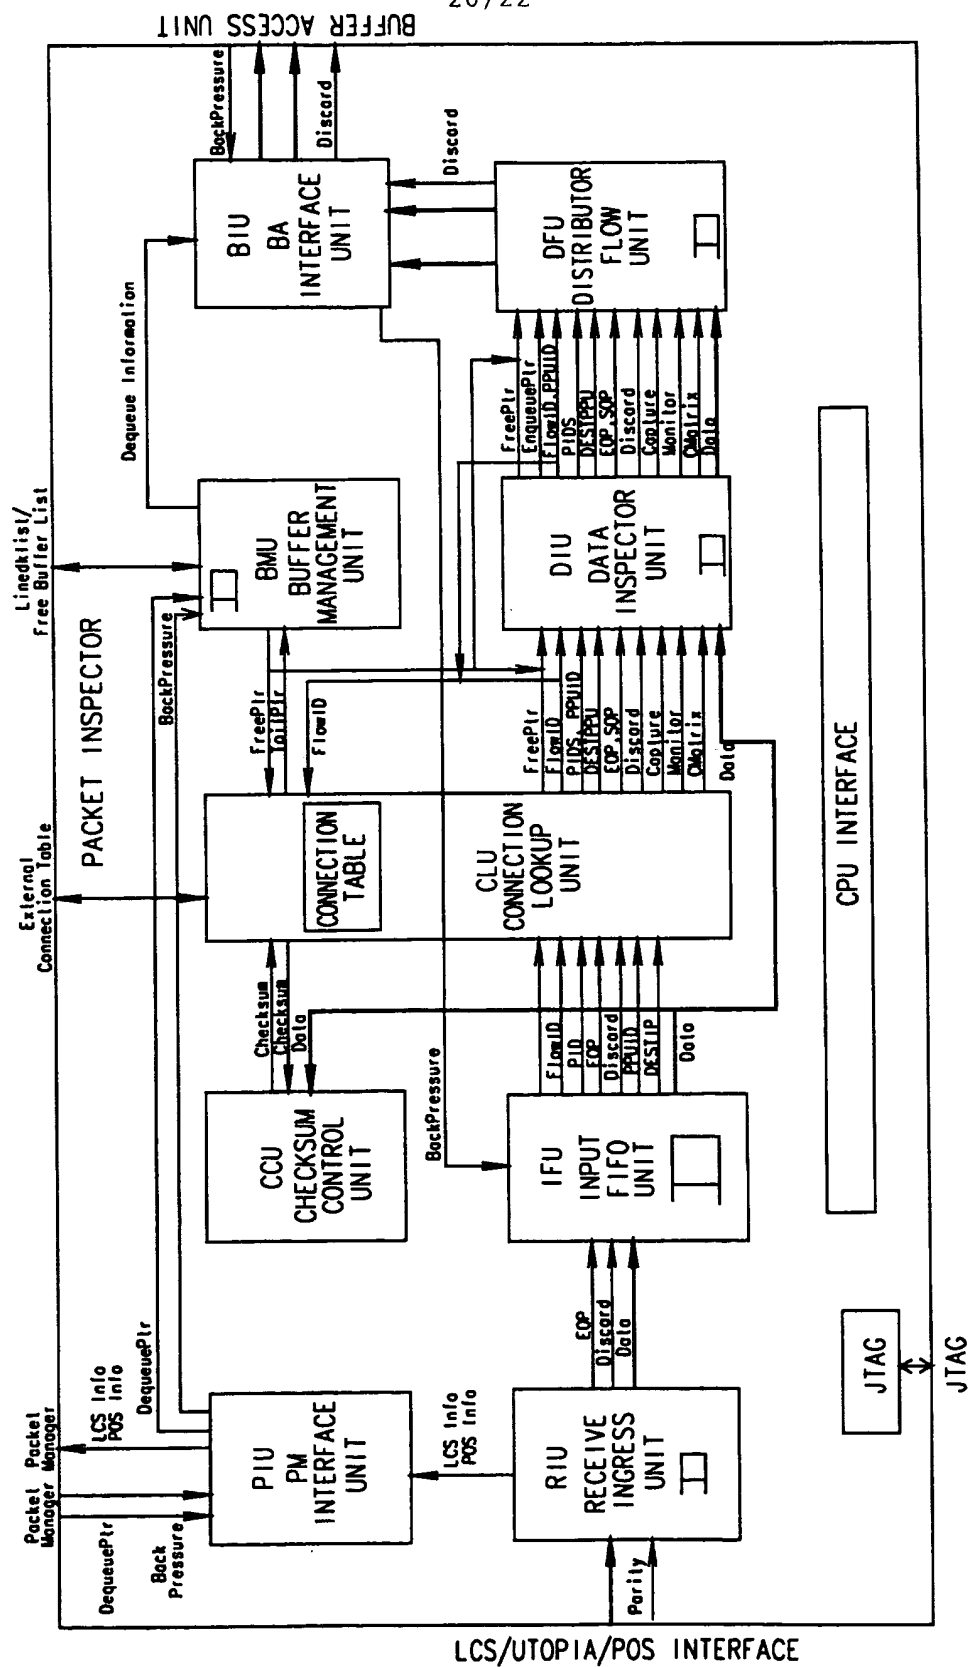 20/22
BUFFER ACCESS UNIT
PACKET INSPECTOR
Packet
Manager
Packet
Manager
DequeuePtr
Back
Pressure
LCS Info
POS Info
DequeuePtr
BackPressure
External
Connection Table
Linedklist/
Free Buffer List
Dequeue Information
BackPressure
Discard
PIU
PM
INTERFACE
UNIT
CCU
CHECKSUM
CONTROL
UNIT
Checksum
Checksum
Data
CONNECTION
TABLE
CLU
CONNECTION
LOOKUP
UNIT
FreePtr
TailPtr
FlowID
BMU
BUFFER
MANAGEMENT
UNIT
BIU
BA
INTERFACE
UNIT
Discard
LCS Info
POS Info
BackPressure
RIU
RECEIVE
INGRESS
UNIT
EOP
Discard
Data
IFU
INPUT
FIFO
UNIT
FlowID
PID
EOP
Discard
PPUID
DESTIP
Data
FreePtr
FlowID
PIDS, PPUID
DESTPPU
EOP,SOP
Discard
Capture
Monitor
CMatrix
Data
DIU
DATA
INSPECTOR
UNIT
FreePtr
EnqueuePtr
FlowID,PPUID
PIDS
DESTPPU
EOP,SOP
Discard
Capture
Monitor
CMatrix
Data
DFU
DISTRIBUTOR
FLOW
UNIT
Parity
LCS/UTOPIA/POS INTERFACE
JTAG
JTAG
CPU INTERFACE